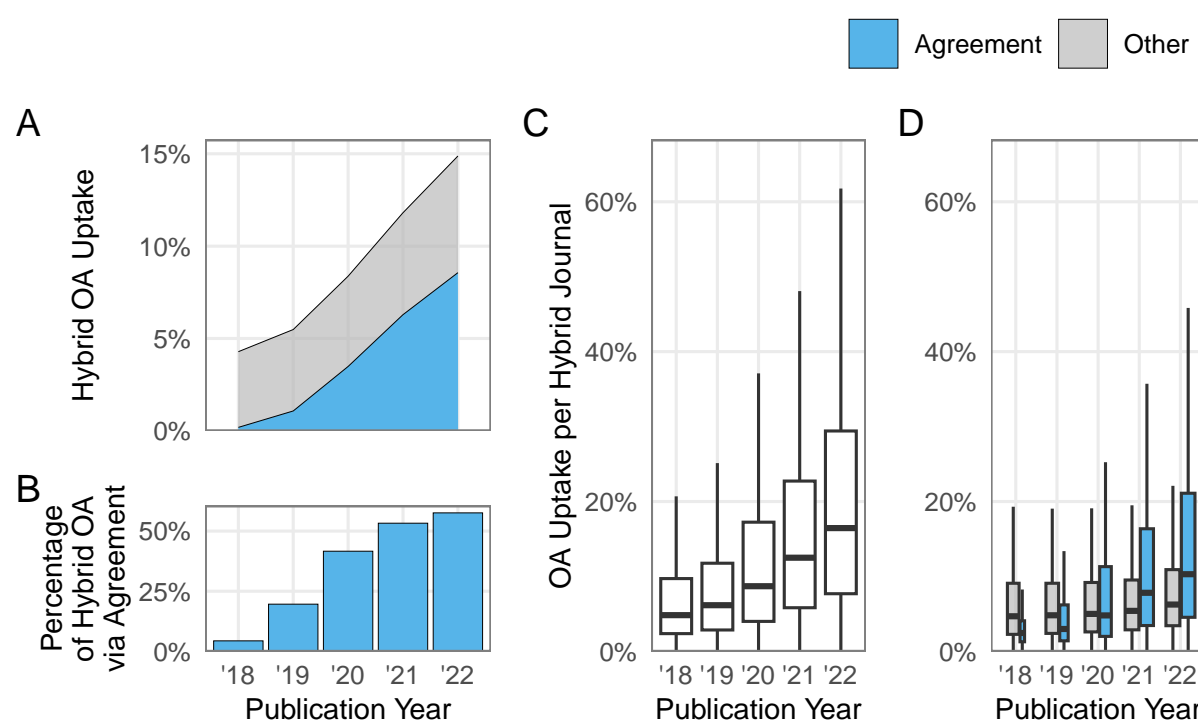 Agreement
Other
A
15%
10%
5%
0%
Hybrid OA Uptake
B
50%
25%
0%
Percentage
of Hybrid OA
via Agreement
'18 '19 '20 '21 '22
Publication Year
C
60%
40%
20%
0%
OA Uptake per Hybrid Journal
'18 '19 '20 '21 '22
Publication Year
D
60%
40%
20%
0%
'18 '19 '20 '21 '22
Publication Year